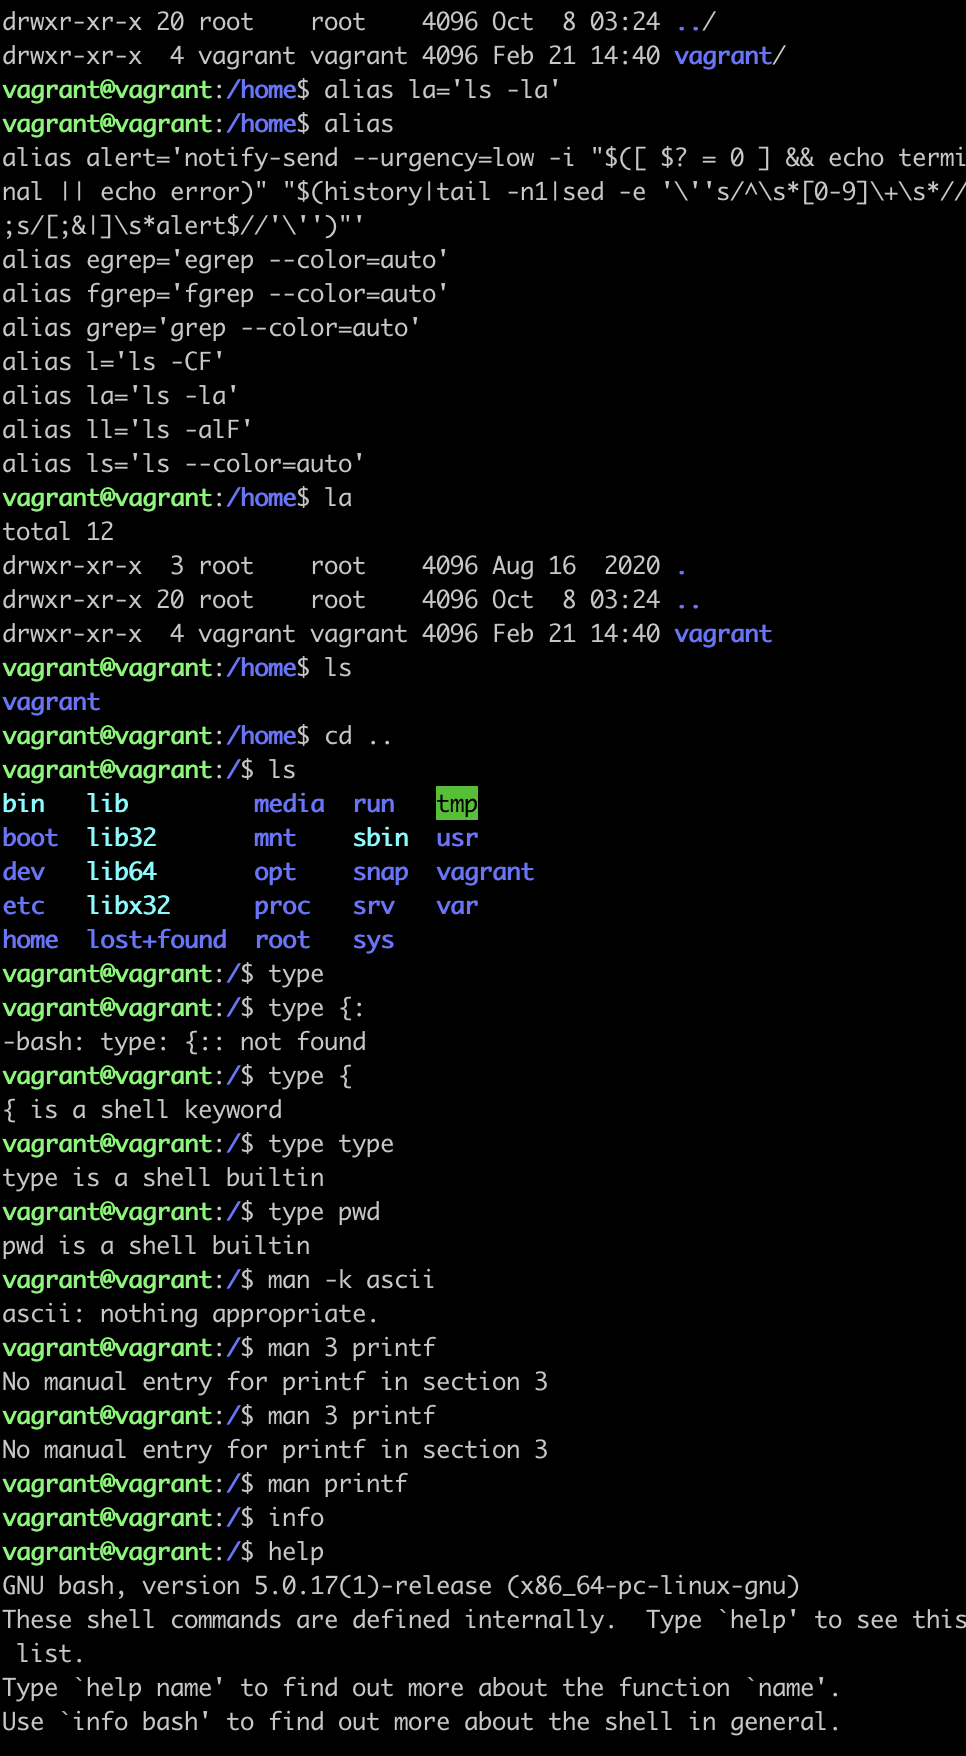 drwxr-xr-x 20 root    root    4096 Oct  8 03:24 ../
drwxr-xr-x  4 vagrant vagrant 4096 Feb 21 14:40 vagrant/
vagrant@vagrant:/home$ alias la='ls -la'
vagrant@vagrant:/home$ alias
alias alert='notify-send --urgency=low -i "$([ $? = 0 ] && echo termi
nal || echo error)" "$(history|tail -n1|sed -e '\''s/^\s*[0-9]\+\s*//
;s/[;&|]\s*alert$//'\'')"'
alias egrep='egrep --color=auto'
alias fgrep='fgrep --color=auto'
alias grep='grep --color=auto'
alias l='ls -CF'
alias la='ls -la'
alias ll='ls -alF'
alias ls='ls --color=auto'
vagrant@vagrant:/home$ la
total 12
drwxr-xr-x  3 root    root    4096 Aug 16  2020 .
drwxr-xr-x 20 root    root    4096 Oct  8 03:24 ..
drwxr-xr-x  4 vagrant vagrant 4096 Feb 21 14:40 vagrant
vagrant@vagrant:/home$ ls
vagrant
vagrant@vagrant:/home$ cd ..
vagrant@vagrant:/$ ls
bin   lib         media  run   tmp
boot  lib32       mnt    sbin  usr
dev   lib64       opt    snap  vagrant
etc   libx32      proc   srv   var
home  lost+found  root   sys
vagrant@vagrant:/$ type
vagrant@vagrant:/$ type {:
-bash: type: {:: not found
vagrant@vagrant:/$ type {
{ is a shell keyword
vagrant@vagrant:/$ type type
type is a shell builtin
vagrant@vagrant:/$ type pwd
pwd is a shell builtin
vagrant@vagrant:/$ man -k ascii
ascii: nothing appropriate.
vagrant@vagrant:/$ man 3 printf
No manual entry for printf in section 3
vagrant@vagrant:/$ man 3 printf
No manual entry for printf in section 3
vagrant@vagrant:/$ man printf
vagrant@vagrant:/$ info
vagrant@vagrant:/$ help
GNU bash, version 5.0.17(1)-release (x86_64-pc-linux-gnu)
These shell commands are defined internally.  Type `help' to see this
 list.
Type `help name' to find out more about the function `name'.
Use `info bash' to find out more about the shell in general.